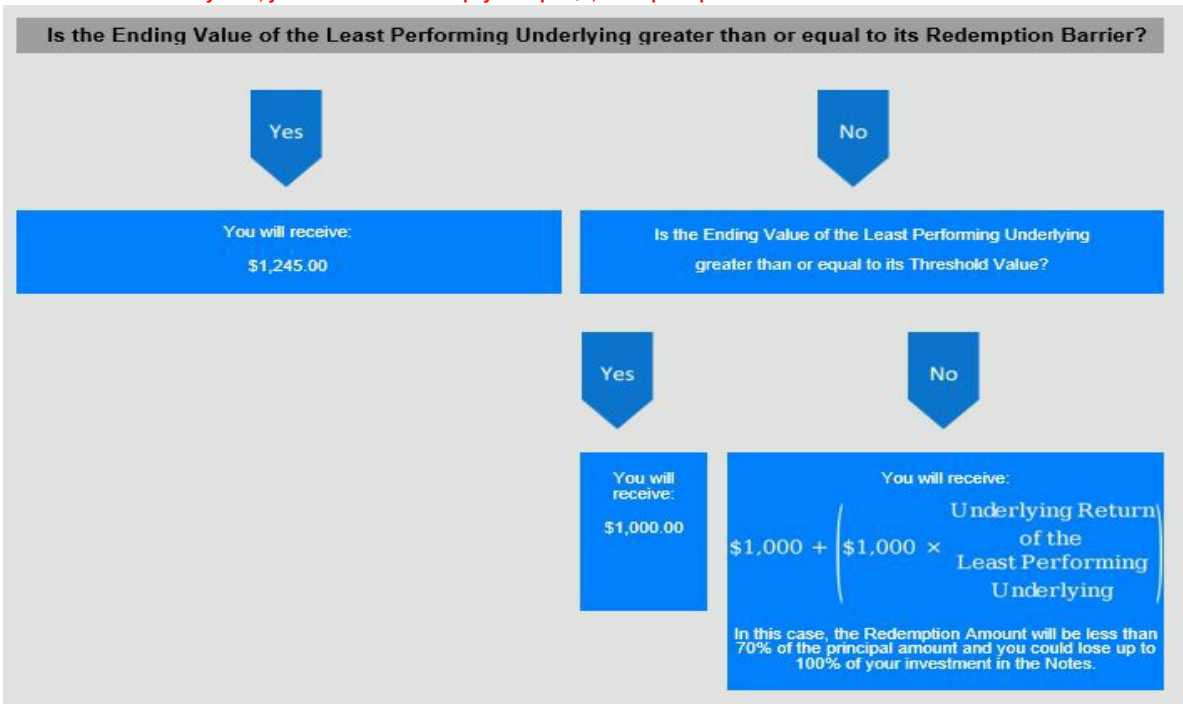 Is the Ending Value of the Least Performing Underlying greater than or equal to its Redemption Barrier?
Yes
No
You will receive:
$1,245.00
Is the Ending Value of the Least Performing Underlying
greater than or equal to its Threshold Value?
Yes
No
You will
receive:
$1,000.00
You will receive:
$1,000 + ($1,000 × Underlying Return
of the
Least Performing
Underlying)
In this case, the Redemption Amount will be less than
70% of the principal amount and you could lose up to
100% of your investment in the Notes.